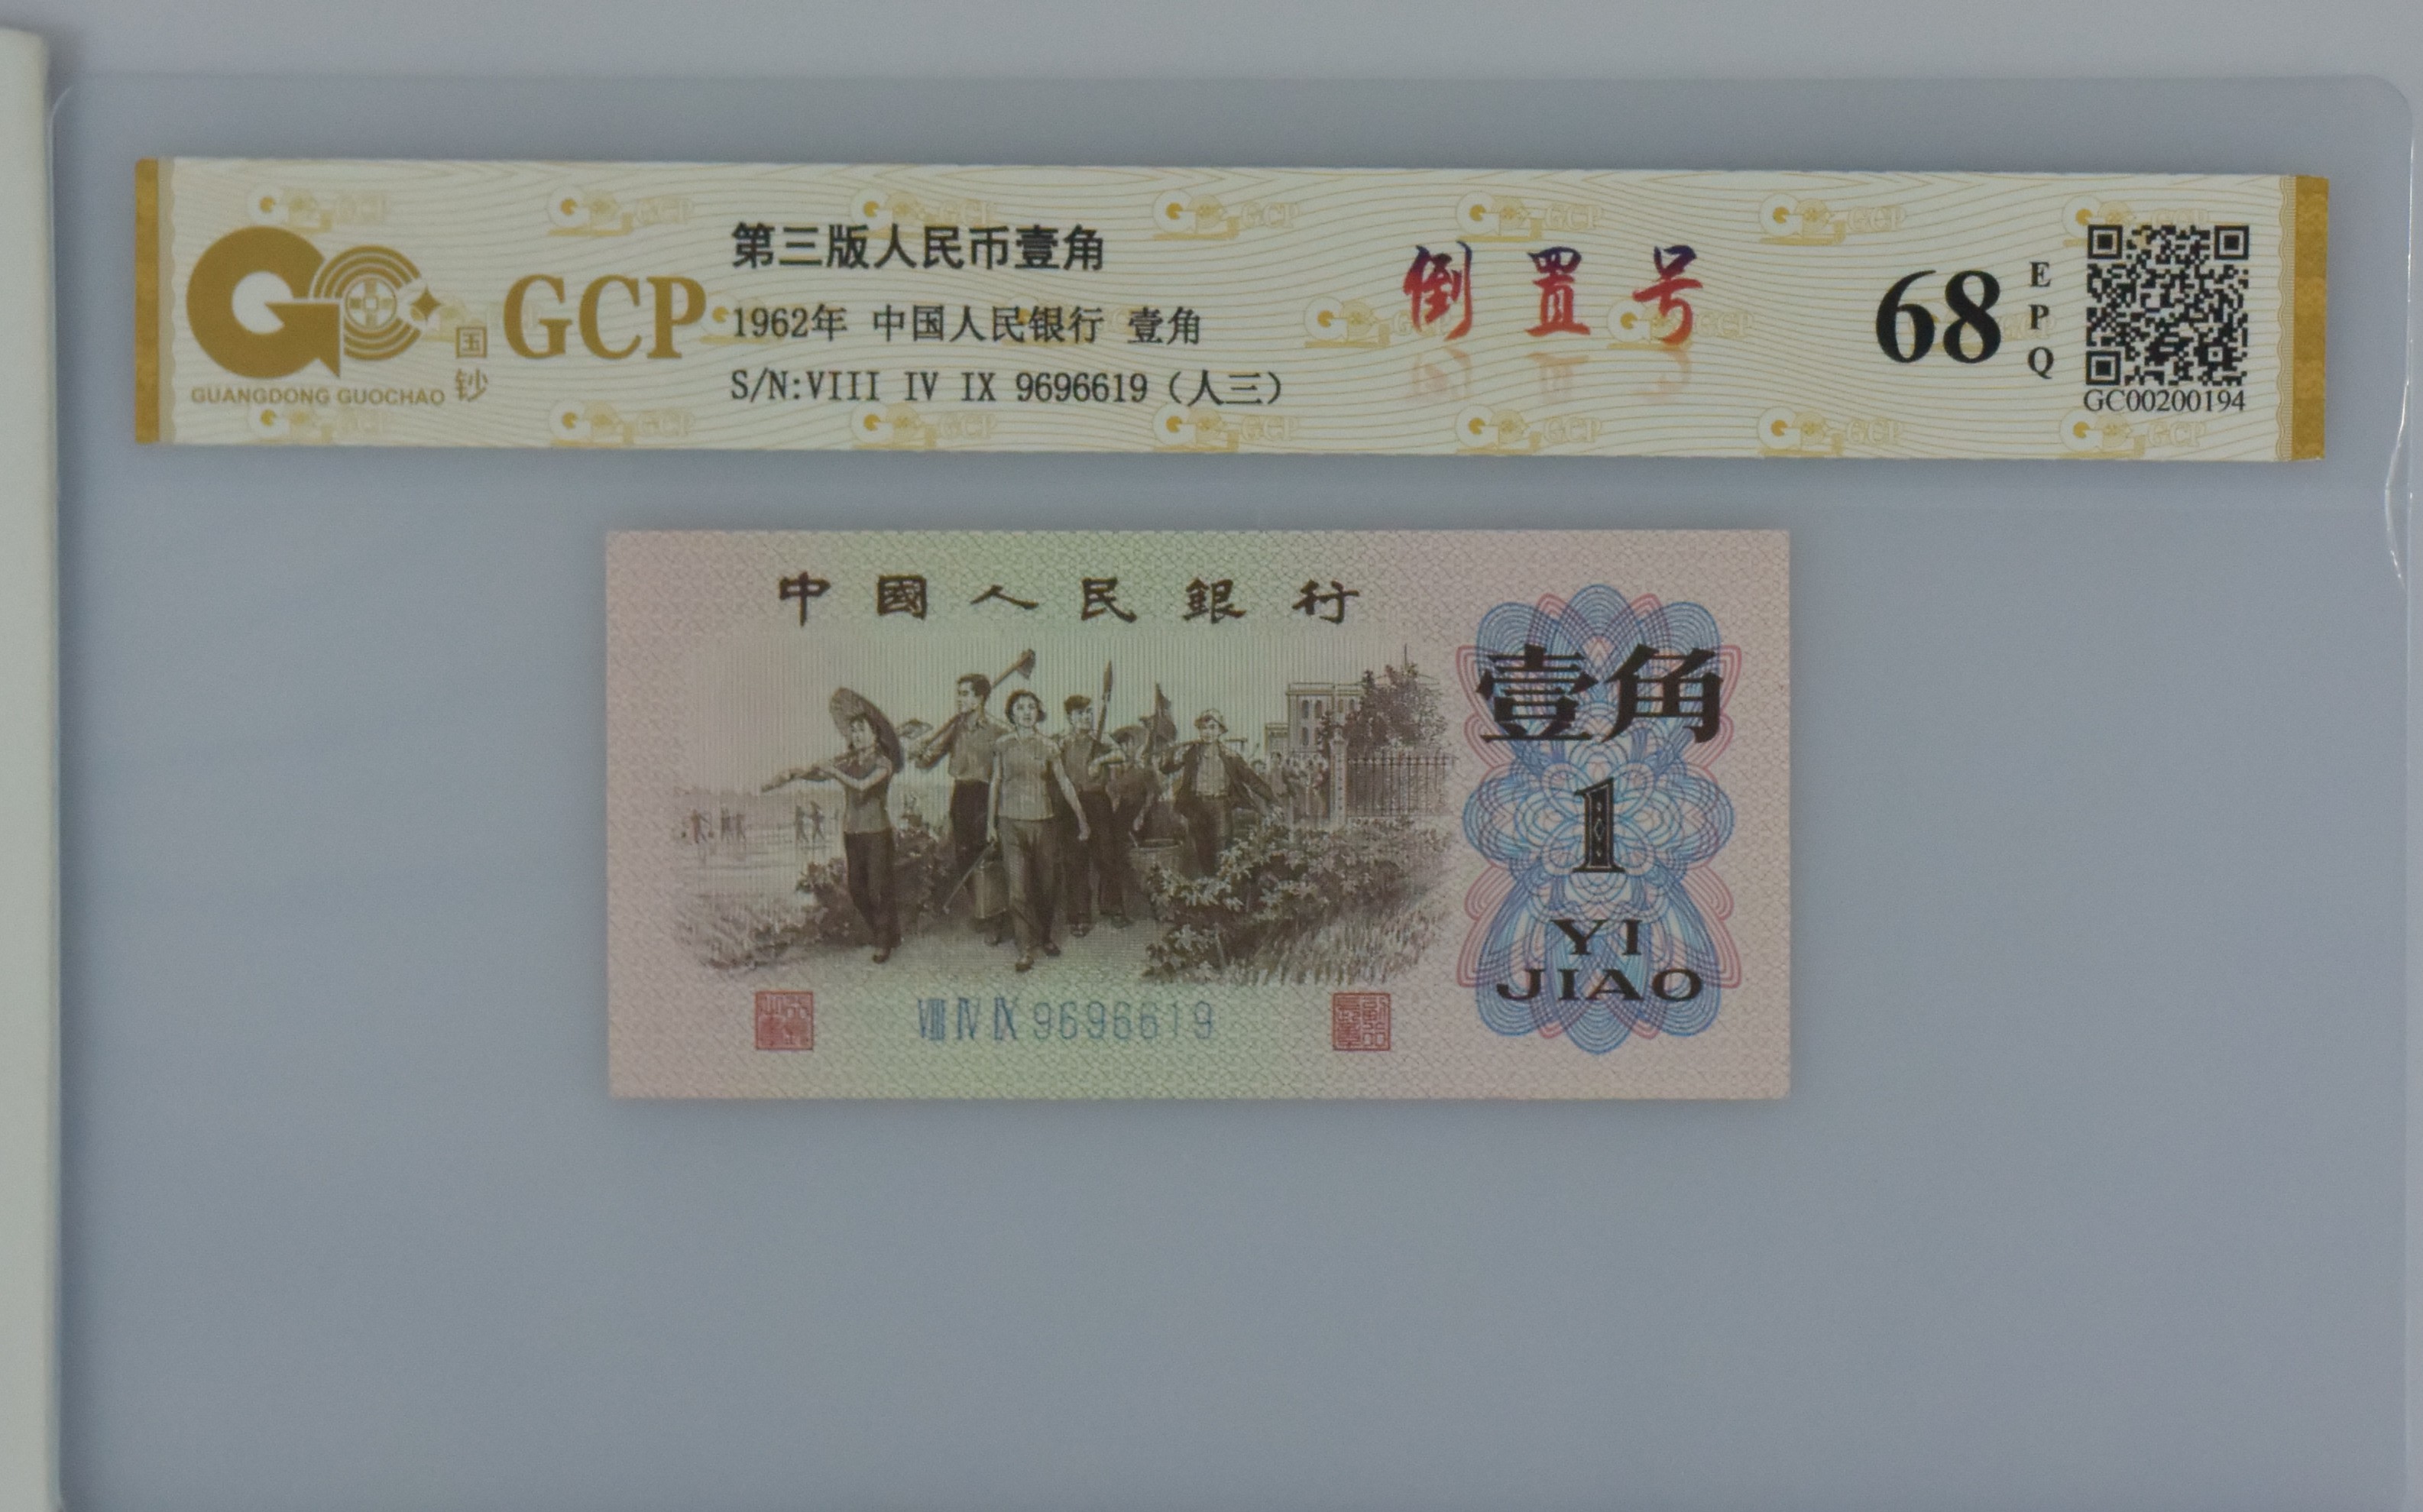 GCP
国钞
GUANGDONG GUOCHAO
第三版人民币壹角
1962年 中国人民银行 壹角
S/N:VIII IV IX 9696619（人三）
倒置号
68
EPQ
GC00200194
中國人民銀行
壹角
1
YI
JIAO
VIII IV IX 9696619